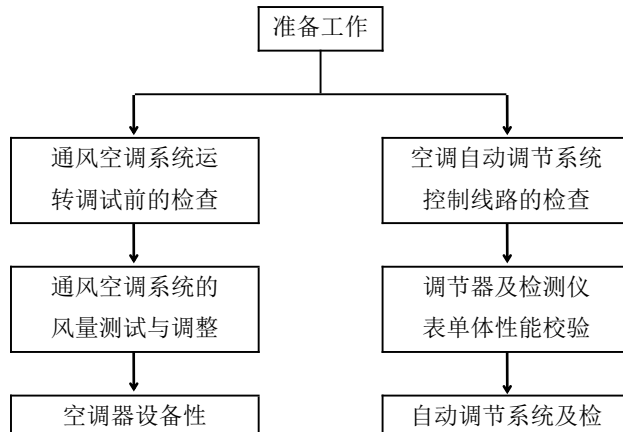 准备工作
通风空调系统运
转调试前的检查
空调自动调节系统
控制线路的检查
通风空调系统的
风量测试与调整
调节器及检测仪
表单体性能校验
空调器设备性
自动调节系统及检